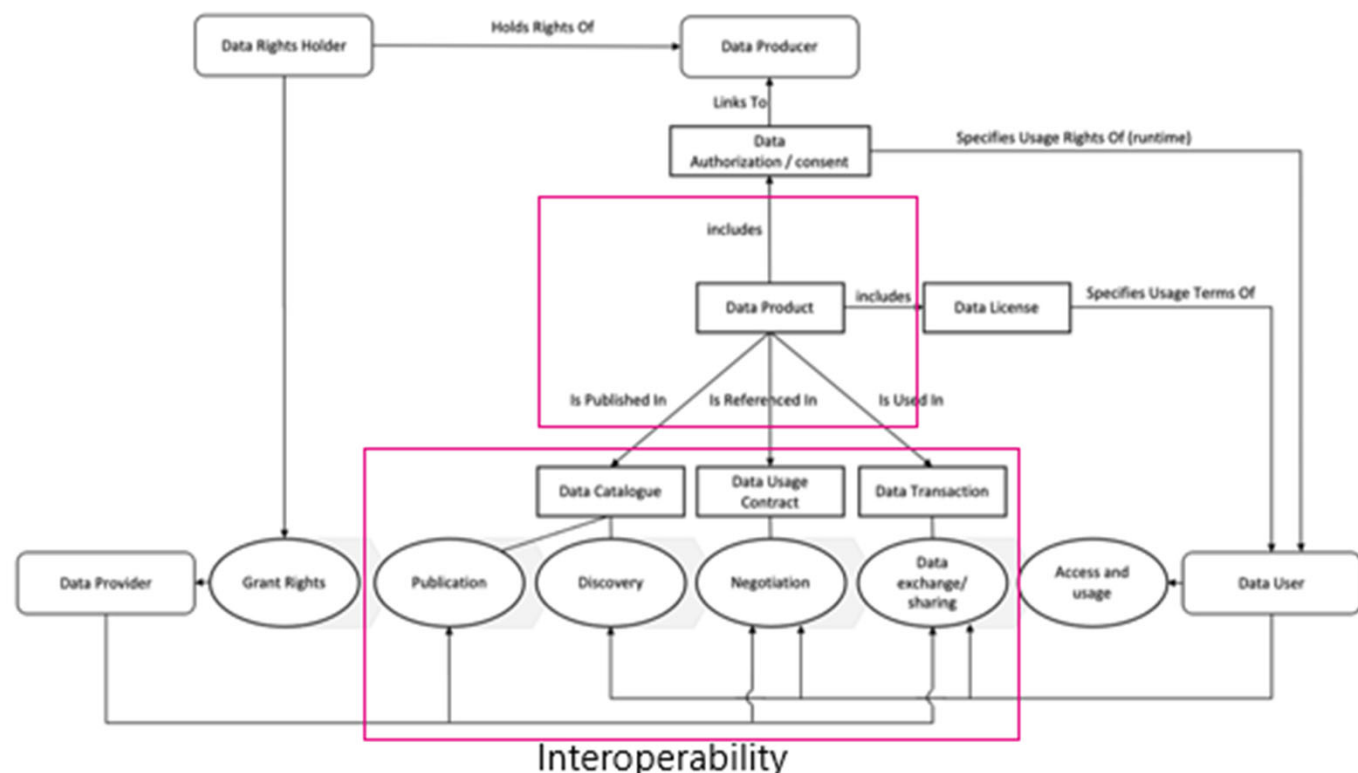 Holds Rights Of
Data Rights Holder
Data Producer
Links To
Data
Authorization / consent
Specifies Usage Rights Of (runtime)
includes
Data Product
includes
Data License
Specifies Usage Terms Of
Is Published In
Is Referenced In
Is Used In
Data Catalogue
Data Usage
Contract
Data Transaction
Data Provider
Grant Rights
Publication
Discovery
Negotiation
Data
exchange/
sharing
Access and
usage
Data User
Interoperability